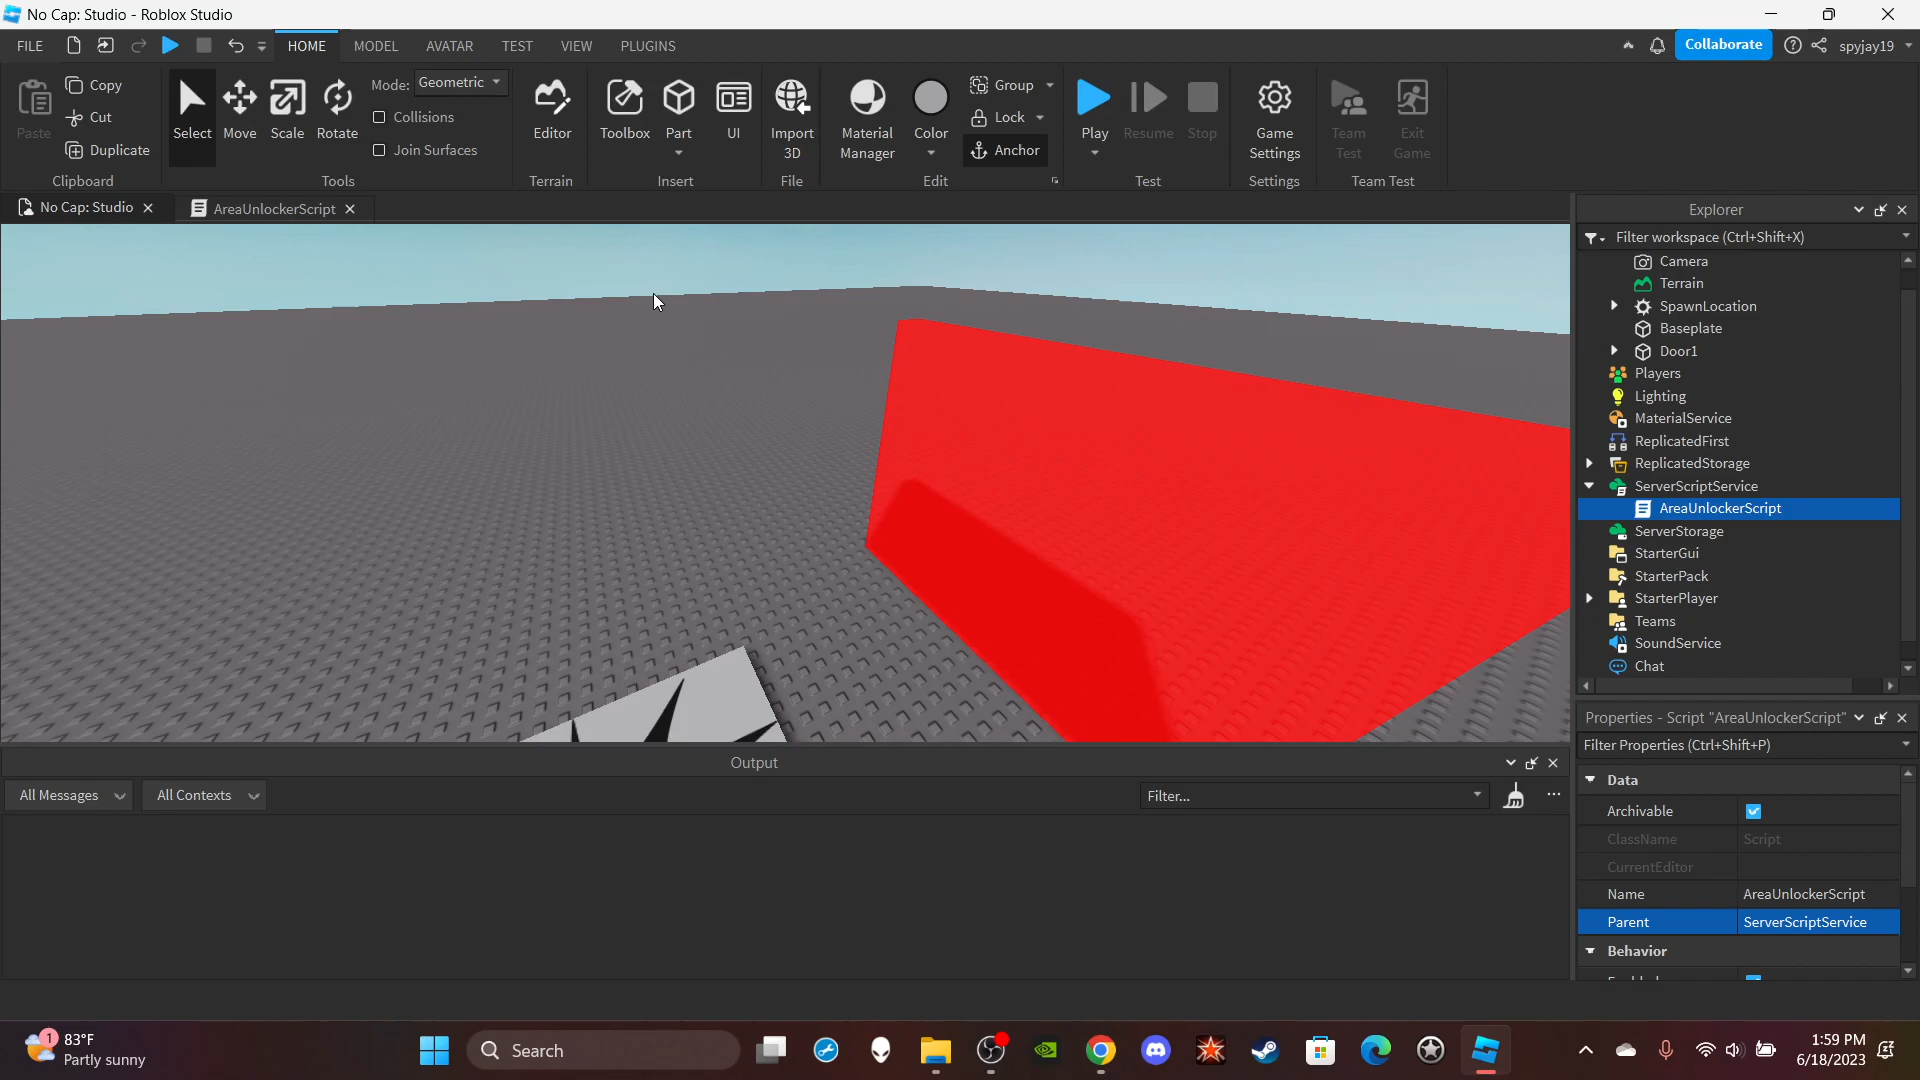 No Cap: Studio - Roblox Studio
FILE HOME MODEL AVATAR TEST VIEW PLUGINS Collaborate spyjay19
Paste Copy Cut Duplicate Clipboard
Select Move Scale Rotate Mode: Geometric Collisions Join Surfaces Tools
Editor Terrain
Toolbox Part UI Insert
Import 3D File
Material Manager Color Group Lock Anchor Edit
Play Resume Stop Test
Game Settings Settings
Team Test Exit Game Team Test
No Cap: Studio AreaUnlockerScript
Explorer
Filter workspace (Ctrl+Shift+X)
Camera
Terrain
SpawnLocation
Baseplate
Door1
Players
Lighting
MaterialService
ReplicatedFirst
ReplicatedStorage
ServerScriptService
AreaUnlockerScript
ServerStorage
StarterGui
StarterPack
StarterPlayer
Teams
SoundService
Chat
Output
All Messages All Contexts Filter...
Properties - Script "AreaUnlockerScript"
Filter Properties (Ctrl+Shift+P)
Data
Archivable
ClassName Script
CurrentEditor
Name AreaUnlockerScript
Parent ServerScriptService
Behavior
1 83°F
Partly sunny
Search
1:59 PM
6/18/2023